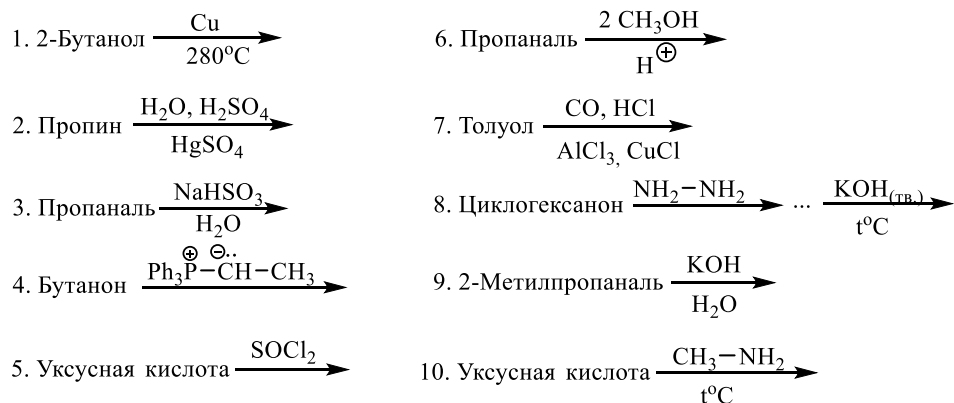 1. 2-Бутанол Cu 280°C
2. Пропин H₂O, H₂SO₄ HgSO₄
3. Пропаналь NaHSO₃ H₂O
4. Бутанон Ph₃P⊕–CH⊖··–CH₃
5. Уксусная кислота SOCl₂
6. Пропаналь 2 CH₃OH H⊕
7. Толуол CO, HCl AlCl₃, CuCl
8. Циклогексанон NH₂–NH₂ ... KOH(тв.) t°C
9. 2-Метилпропаналь KOH H₂O
10. Уксусная кислота CH₃–NH₂ t°C